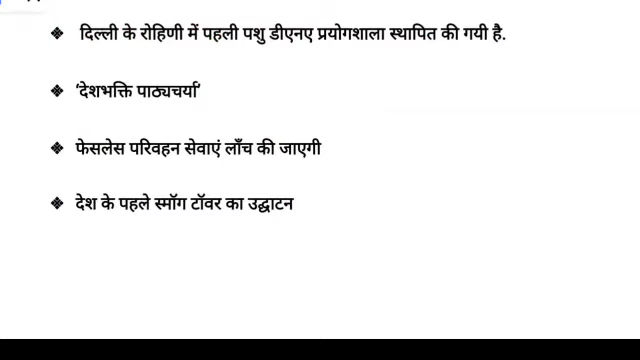 ❖ दिल्ली के रोहिणी में पहली पशु डीएनए प्रयोगशाला स्थापित की गयी है.
❖ 'देशभक्ति पाठ्यचर्या'
❖ फेसलेस परिवहन सेवाएं लॉंच की जाएगी
❖ देश के पहले स्मॉग टॉवर का उद्घाटन